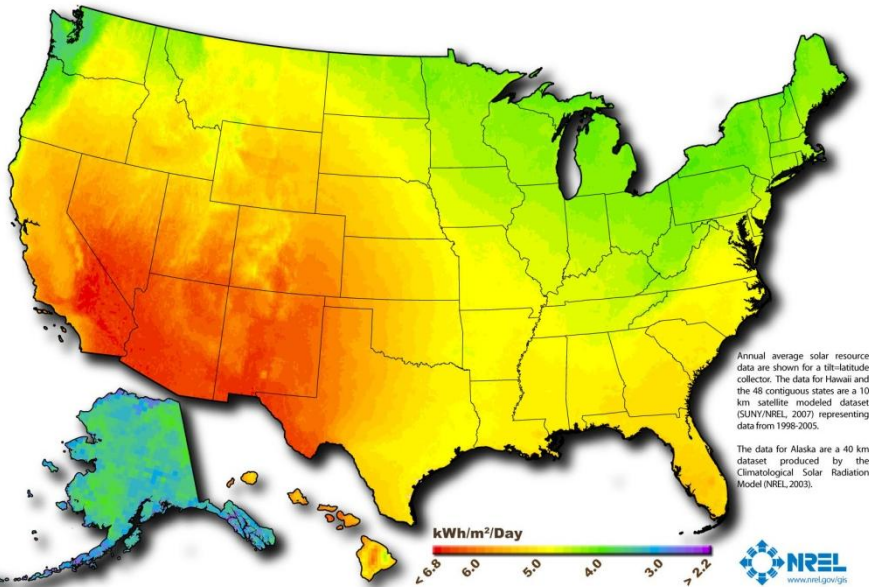 Annual average solar resource
data are shown for a tilt=latitude
collector. The data for Hawaii and
the 48 contiguous states are a 10
km satellite modeled dataset
(SUNY/NREL, 2007) representing
data from 1998-2005.
The data for Alaska are a 40 km
dataset produced by the
Climatological Solar Radiation
Model (NREL, 2003).
kWh/m²/Day
< 6.8 6.0 5.0 4.0 3.0 > 2.2
NREL
www.nrel.gov/gis